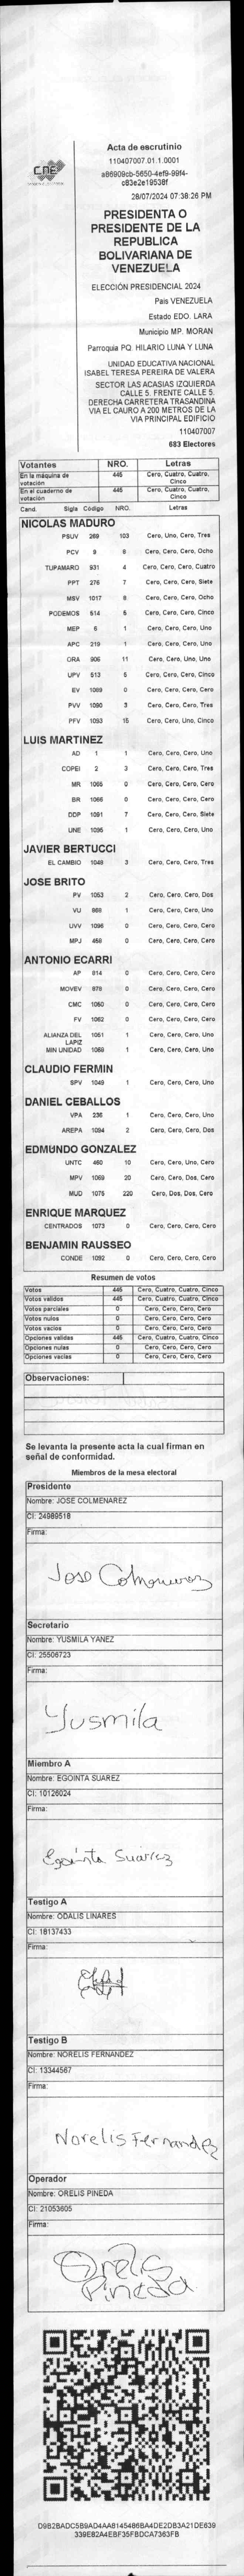 CNE
Acta de escrutinio
110407007.01.1.0001
a86909cb-5650-4ef9-99f4-
c83e2e19538f
28/07/2024 07:38:26 PM
PRESIDENTA O
PRESIDENTE DE LA
REPUBLICA
BOLIVARIANA DE
VENEZUELA
ELECCIÓN PRESIDENCIAL 2024
Pais VENEZUELA
Estado EDO. LARA
Municipio MP. MORAN
Parroquia PQ. HILARIO LUNA Y LUNA
UNIDAD EDUCATIVA NACIONAL
ISABEL TERESA PEREIRA DE VALERA
SECTOR LAS ACASIAS IZQUIERDA
CALLE 5. FRENTE CALLE 5.
DERECHA CARRETERA TRASANDINA
VIA EL CAURO A 200 METROS DE LA
VIA PRINCIPAL EDIFICIO
110407007
683 Electores
Votantes NRO. Letras
En la máquina de votación 445 Cero, Cuatro, Cuatro, Cinco
En el cuaderno de votación 445 Cero, Cuatro, Cuatro, Cinco
Cand. Sigla Código NRO. Letras
NICOLAS MADURO
PSUV 269 103 Cero, Uno, Cero, Tres
PCV 9 8 Cero, Cero, Cero, Ocho
TUPAMARO 931 4 Cero, Cero, Cero, Cuatro
PPT 276 7 Cero, Cero, Cero, Siete
MSV 1017 8 Cero, Cero, Cero, Ocho
PODEMOS 514 5 Cero, Cero, Cero, Cinco
MEP 6 1 Cero, Cero, Cero, Uno
APC 219 1 Cero, Cero, Cero, Uno
ORA 906 11 Cero, Cero, Uno, Uno
UPV 513 5 Cero, Cero, Cero, Cinco
EV 1089 0 Cero, Cero, Cero, Cero
PVV 1090 3 Cero, Cero, Cero, Tres
PFV 1093 15 Cero, Cero, Uno, Cinco
LUIS MARTINEZ
AD 1 1 Cero, Cero, Cero, Uno
COPEI 2 3 Cero, Cero, Cero, Tres
MR 1065 0 Cero, Cero, Cero, Cero
BR 1066 0 Cero, Cero, Cero, Cero
DDP 1091 7 Cero, Cero, Cero, Siete
UNE 1095 1 Cero, Cero, Cero, Uno
JAVIER BERTUCCI
EL CAMBIO 1048 3 Cero, Cero, Cero, Tres
JOSE BRITO
PV 1053 2 Cero, Cero, Cero, Dos
VU 868 1 Cero, Cero, Cero, Uno
UVV 1096 0 Cero, Cero, Cero, Cero
MPJ 458 0 Cero, Cero, Cero, Cero
ANTONIO ECARRI
AP 814 0 Cero, Cero, Cero, Cero
MOVEV 878 0 Cero, Cero, Cero, Cero
CMC 1050 0 Cero, Cero, Cero, Cero
FV 1062 0 Cero, Cero, Cero, Cero
ALIANZA DEL LAPIZ 1051 1 Cero, Cero, Cero, Uno
MIN UNIDAD 1068 1 Cero, Cero, Cero, Uno
CLAUDIO FERMIN
SPV 1049 1 Cero, Cero, Cero, Uno
DANIEL CEBALLOS
VPA 236 1 Cero, Cero, Cero, Uno
AREPA 1094 2 Cero, Cero, Cero, Dos
EDMUNDO GONZALEZ
UNTC 460 10 Cero, Cero, Uno, Cero
MPV 1069 20 Cero, Cero, Dos, Cero
MUD 1075 220 Cero, Dos, Dos, Cero
ENRIQUE MARQUEZ
CENTRADOS 1073 0 Cero, Cero, Cero, Cero
BENJAMIN RAUSSEO
CONDE 1092 0 Cero, Cero, Cero, Cero
Resumen de votos
Votos 445 Cero, Cuatro, Cuatro, Cinco
Votos validos 445 Cero, Cuatro, Cuatro, Cinco
Votos parciales 0 Cero, Cero, Cero, Cero
Votos nulos 0 Cero, Cero, Cero, Cero
Votos vacios 0 Cero, Cero, Cero, Cero
Opciones validas 445 Cero, Cuatro, Cuatro, Cinco
Opciones nulas 0 Cero, Cero, Cero, Cero
Opciones vacias 0 Cero, Cero, Cero, Cero
Observaciones:
Se levanta la presente acta la cual firman en
señal de conformidad.
Miembros de la mesa electoral
Presidente
Nombre: JOSE COLMENAREZ
CI: 24989518
Firma:
Jose Colmenarez
Secretario
Nombre: YUSMILA YANEZ
CI: 25506723
Firma:
Yusmila
Miembro A
Nombre: EGOINTA SUAREZ
CI: 10126024
Firma:
Egointa Suarez
Testigo A
Nombre: ODALIS LINARES
CI: 18137433
Firma:
Testigo B
Nombre: NORELIS FERNANDEZ
CI: 13344567
Firma:
Norelis Fernandez
Operador
Nombre: ORELIS PINEDA
CI: 21053605
Firma:
Orelis
Pineda
D9B2BADC5B9AD4AA8145486BA4DE2DB3A21DE639
339E82A4EBF35FBDCA7363FB